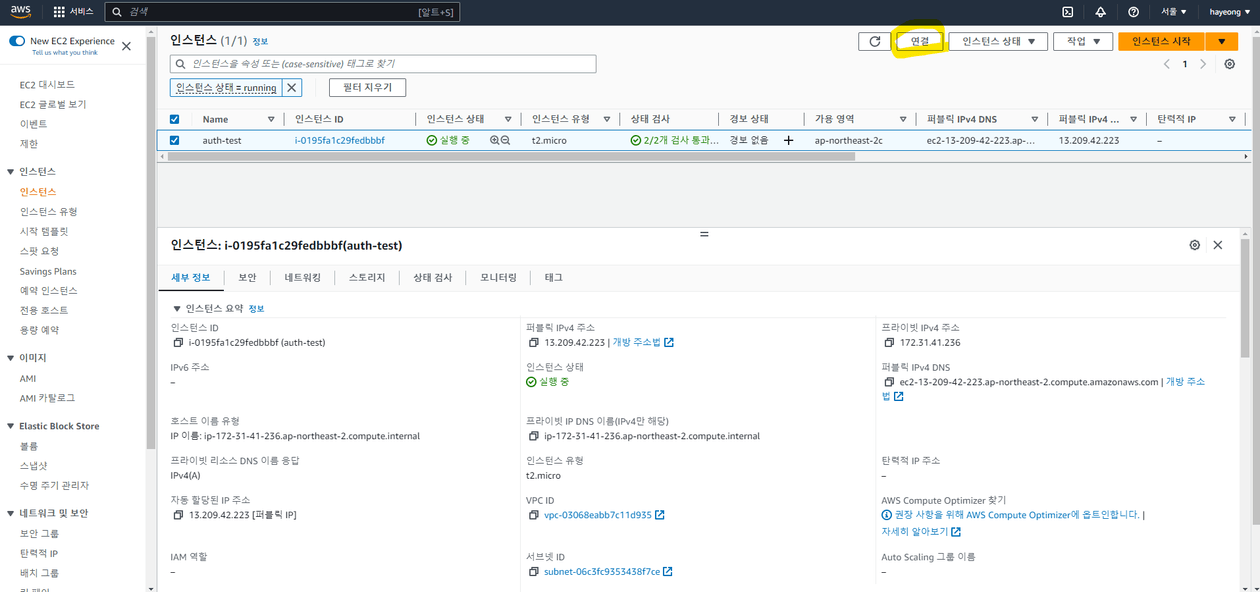 aws 서비스 검색 [알트+S] 서울 ▼ hayeong ▼
New EC2 Experience
Tell us what you think
EC2 대시보드
EC2 글로벌 보기
이벤트
제한
▼ 인스턴스
인스턴스
인스턴스 유형
시작 템플릿
스팟 요청
Savings Plans
예약 인스턴스
전용 호스트
용량 예약
▼ 이미지
AMI
AMI 카탈로그
▼ Elastic Block Store
볼륨
스냅샷
수명 주기 관리자
▼ 네트워크 및 보안
보안 그룹
탄력적 IP
배치 그룹
인스턴스 (1/1) 정보 연결 인스턴스 상태 ▼ 작업 ▼ 인스턴스 시작 ▼
인스턴스을 속성 또는 (case-sensitive) 태그로 찾기 1
인스턴스 상태 = running 필터 지우기
Name 인스턴스 ID 인스턴스 상태 인스턴스 유형 상태 검사 경보 상태 가용 영역 퍼블릭 IPv4 DNS 퍼블릭 IPv4 ... 탄력적 IP
auth-test i-0195fa1c29fedbbbf 실행 중 t2.micro 2/2개 검사 통과... 경보 없음 + ap-northeast-2c ec2-13-209-42-223.ap-... 13.209.42.223 –
인스턴스: i-0195fa1c29fedbbbf(auth-test)
세부 정보 보안 네트워킹 스토리지 상태 검사 모니터링 태그
▼ 인스턴스 요약 정보
인스턴스 ID 퍼블릭 IPv4 주소 프라이빗 IPv4 주소
i-0195fa1c29fedbbbf (auth-test) 13.209.42.223 | 개방 주소법 172.31.41.236
IPv6 주소 인스턴스 상태 퍼블릭 IPv4 DNS
– 실행 중 ec2-13-209-42-223.ap-northeast-2.compute.amazonaws.com | 개방 주소
법
호스트 이름 유형 프라이빗 IP DNS 이름(IPv4만 해당)
IP 이름: ip-172-31-41-236.ap-northeast-2.compute.internal ip-172-31-41-236.ap-northeast-2.compute.internal
프라이빗 리소스 DNS 이름 응답 인스턴스 유형 탄력적 IP 주소
IPv4(A) t2.micro –
자동 할당된 IP 주소 VPC ID AWS Compute Optimizer 찾기
13.209.42.223 [퍼블릭 IP] vpc-03068eabb7c11d935 권장 사항을 위해 AWS Compute Optimizer에 옵트인합니다. |
자세히 알아보기
IAM 역할 서브넷 ID Auto Scaling 그룹 이름
– subnet-06c3fc9353438f7ce –